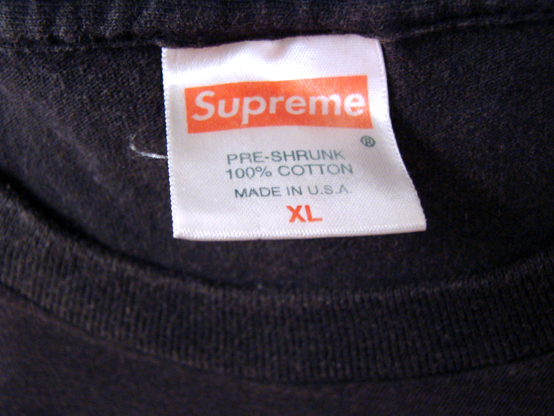 Supreme
®
PRE-SHRUNK
100% COTTON
MADE IN U.S.A.
XL